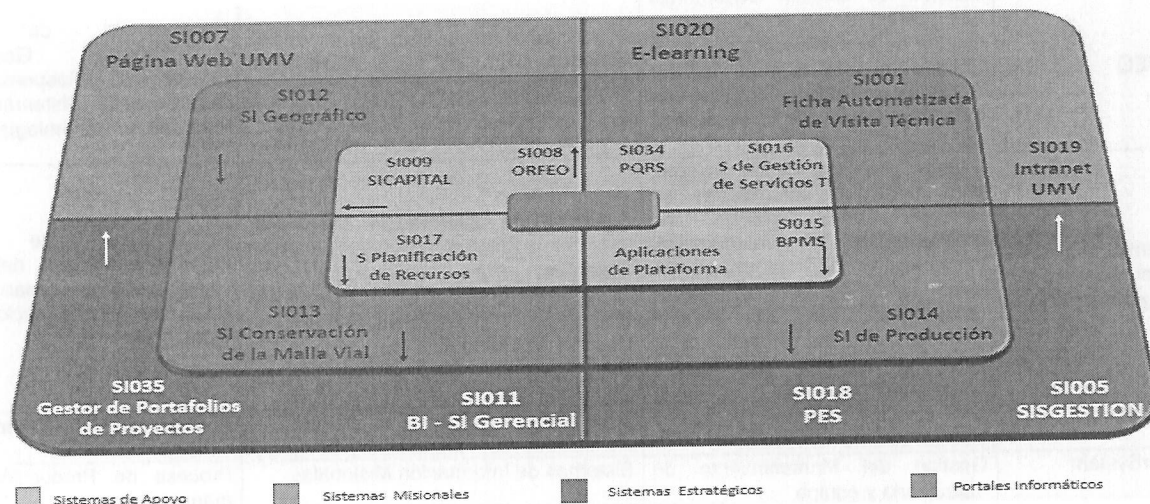 SI007
Página Web UMV
SI020
E-learning
SI012
SI Geográfico
SI001
Ficha Automatizada
de Visita Técnica
SI009
SICAPITAL
SI008
ORFEO
SI034
PQRS
SI016
S de Gestión
de Servicios TI
SI019
Intranet
UMV
SI017
S Planificación
de Recursos
Aplicaciones
de Plataforma
SI015
BPMS
SI013
SI Conservación
de la Malla Vial
SI014
SI de Producción
SI035
Gestor de Portafolios
de Proyectos
SI011
BI - SI Gerencial
SI018
PES
SI005
SISGESTION
Sistemas de Apoyo
Sistemas Misionales
Sistemas Estratégicos
Portales Informáticos